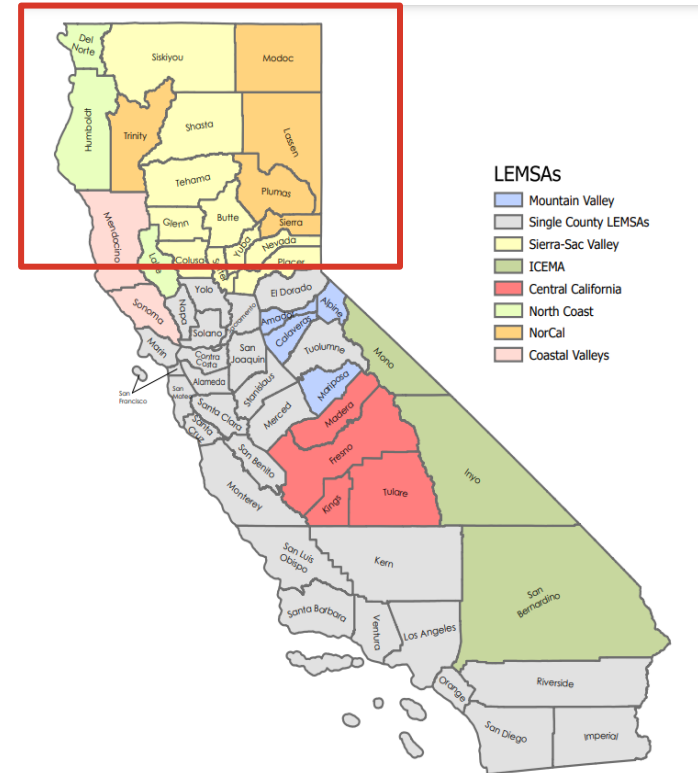 Del
Norte
Siskiyou
Modoc
Humboldt
Trinity
Shasta
Lassen
Tehama
Plumas
Mendocino
Glenn
Butte
Sierra
Lake
Colusa
Yuba
Nevada
Placer
Sonoma
Napa
Yolo
Sacramento
El Dorado
Alpine
Amador
Calaveras
Solano
Marin
Contra
Costa
San
Joaquin
Tuolumne
Mono
San
Francisco
San
Mateo
Alameda
Stanislaus
Mariposa
Santa Clara
Santa
Cruz
Merced
Madera
San Benito
Fresno
Inyo
Monterey
Kings
Tulare
San Luis
Obispo
Kern
San
Bernardino
Santa Barbara
Ventura
Los Angeles
Orange
Riverside
San Diego
Imperial
LEMSAs
Mountain Valley
Single County LEMSAs
Sierra-Sac Valley
ICEMA
Central California
North Coast
NorCal
Coastal Valleys